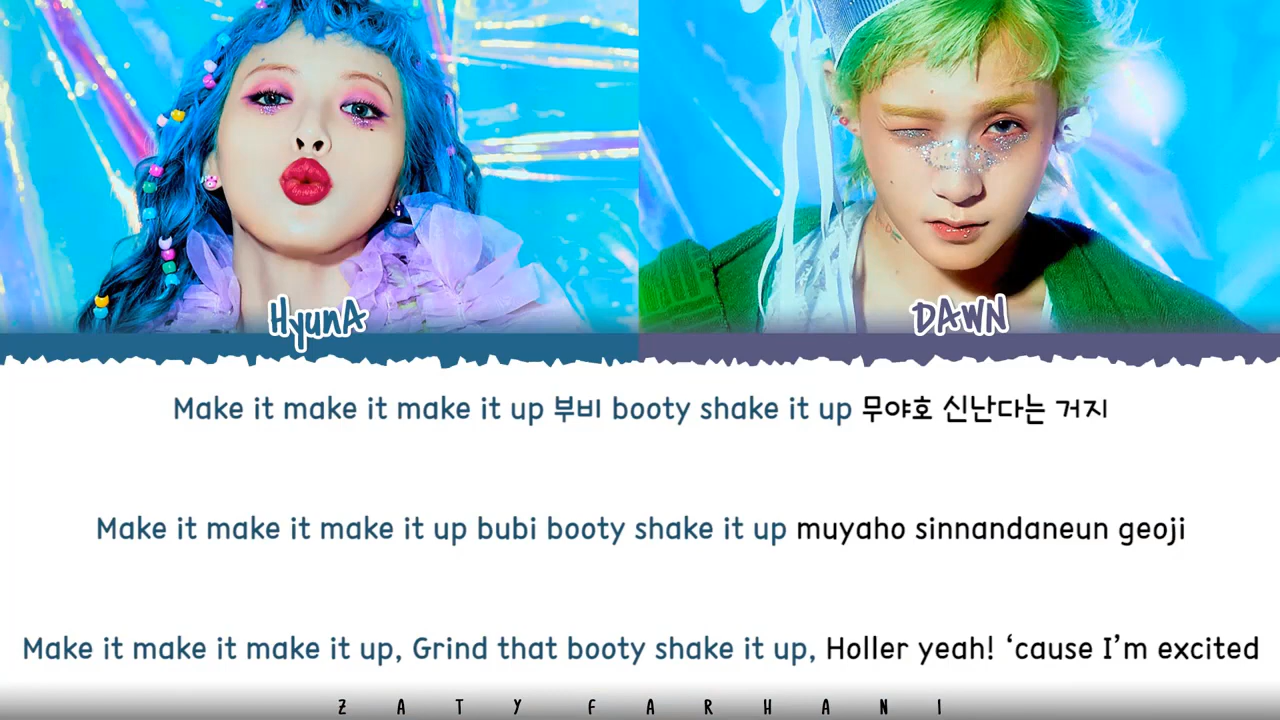 HyunA
DAWN
Make it make it make it up 부비 booty shake it up 무야호 신난다는 거지
Make it make it make it up bubi booty shake it up muyaho sinnandaneun geoji
Make it make it make it up, Grind that booty shake it up, Holler yeah! ‘cause I’m excited
ZATY FARHANI